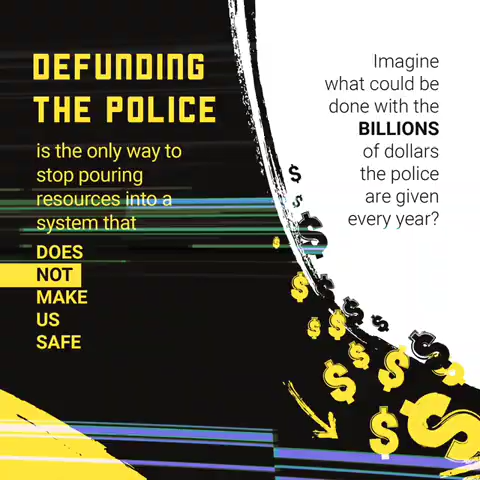 DEFUNDING
THE POLICE
is the only way to
stop pouring
resources into a
system that
DOES
NOT
MAKE
US
SAFE
Imagine
what could be
done with the
BILLIONS
of dollars
the police
are given
every year?